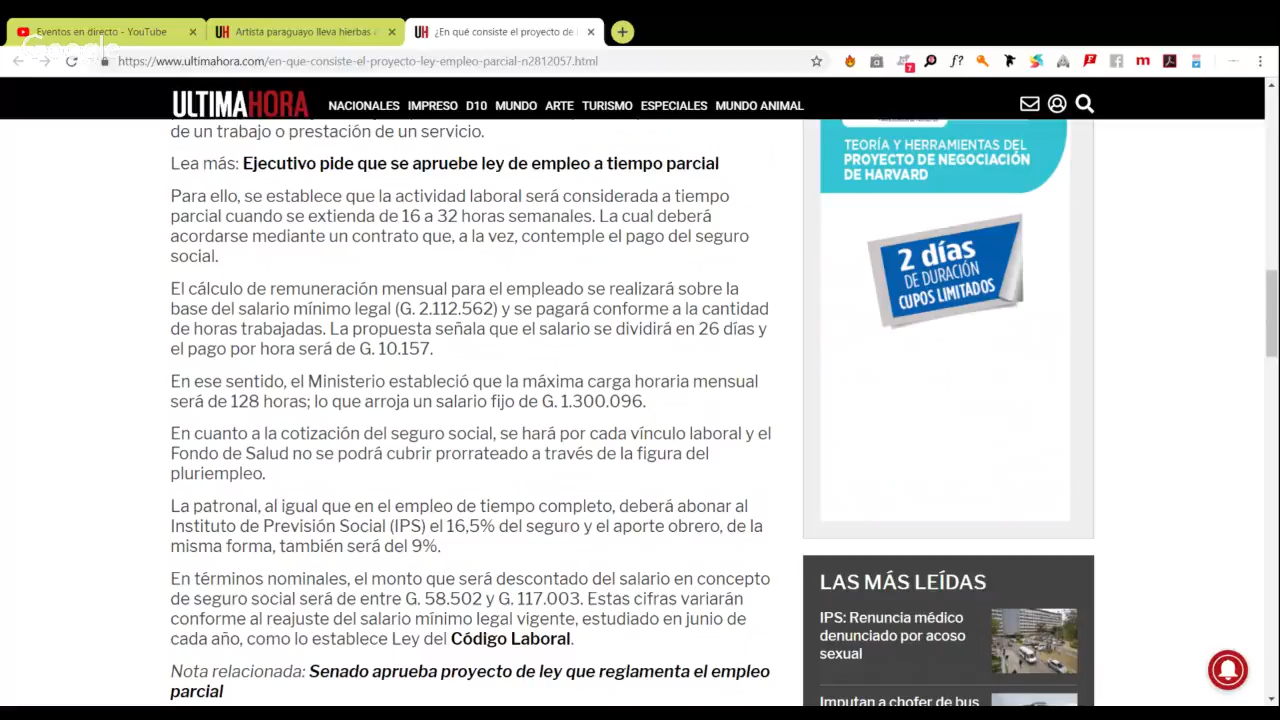 Eventos en directo - YouTube
Artista paraguayo lleva hierbas
¿En qué consiste el proyecto de
Google
https://www.ultimahora.com/en-que-consiste-el-proyecto-ley-empleo-parcial-n2812057.html
ULTIMAHORA
NACIONALES IMPRESO D10 MUNDO ARTE TURISMO ESPECIALES MUNDO ANIMAL
de un trabajo o prestación de un servicio.
Lea más: Ejecutivo pide que se apruebe ley de empleo a tiempo parcial
Para ello, se establece que la actividad laboral será considerada a tiempo
parcial cuando se extienda de 16 a 32 horas semanales. La cual deberá
acordarse mediante un contrato que, a la vez, contemple el pago del seguro
social.
El cálculo de remuneración mensual para el empleado se realizará sobre la
base del salario mínimo legal (G. 2.112.562) y se pagará conforme a la cantidad
de horas trabajadas. La propuesta señala que el salario se dividirá en 26 días y
el pago por hora será de G. 10.157.
En ese sentido, el Ministerio estableció que la máxima carga horaria mensual
será de 128 horas; lo que arroja un salario fijo de G. 1.300.096.
En cuanto a la cotización del seguro social, se hará por cada vínculo laboral y el
Fondo de Salud no se podrá cubrir prorrateado a través de la figura del
pluriempleo.
La patronal, al igual que en el empleo de tiempo completo, deberá abonar al
Instituto de Previsión Social (IPS) el 16,5% del seguro y el aporte obrero, de la
misma forma, también será del 9%.
En términos nominales, el monto que será descontado del salario en concepto
de seguro social será de entre G. 58.502 y G. 117.003. Estas cifras variarán
conforme al reajuste del salario mínimo legal vigente, estudiado en junio de
cada año, como lo establece Ley del Código Laboral.
Nota relacionada: Senado aprueba proyecto de ley que reglamenta el empleo
parcial
TEORÍA Y HERRAMIENTAS DEL
PROYECTO DE NEGOCIACIÓN
DE HARVARD
2 días
DE DURACIÓN
CUPOS LIMITADOS
LAS MÁS LEÍDAS
IPS: Renuncia médico
denunciado por acoso
sexual
Imputan a chofer de bus